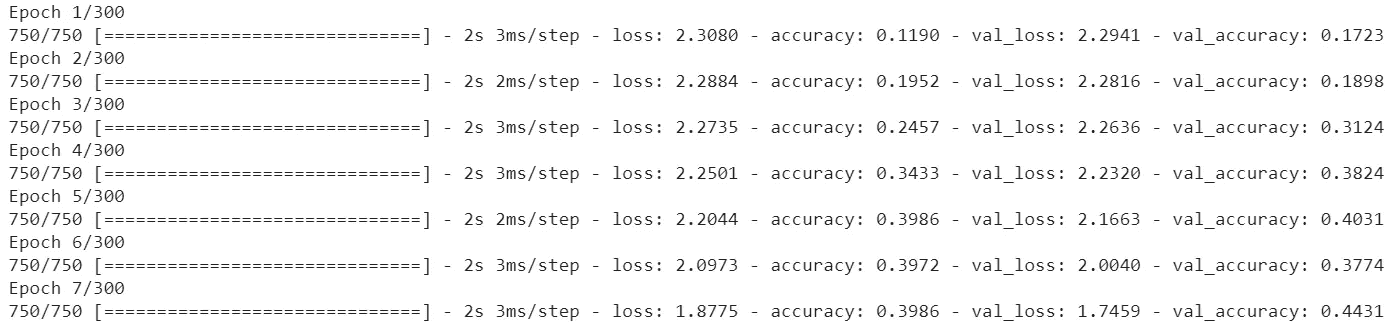 Epoch 1/300
750/750 [==============================] - 2s 3ms/step - loss: 2.3080 - accuracy: 0.1190 - val_loss: 2.2941 - val_accuracy: 0.1723
Epoch 2/300
750/750 [==============================] - 2s 2ms/step - loss: 2.2884 - accuracy: 0.1952 - val_loss: 2.2816 - val_accuracy: 0.1898
Epoch 3/300
750/750 [==============================] - 2s 3ms/step - loss: 2.2735 - accuracy: 0.2457 - val_loss: 2.2636 - val_accuracy: 0.3124
Epoch 4/300
750/750 [==============================] - 2s 3ms/step - loss: 2.2501 - accuracy: 0.3433 - val_loss: 2.2320 - val_accuracy: 0.3824
Epoch 5/300
750/750 [==============================] - 2s 2ms/step - loss: 2.2044 - accuracy: 0.3986 - val_loss: 2.1663 - val_accuracy: 0.4031
Epoch 6/300
750/750 [==============================] - 2s 3ms/step - loss: 2.0973 - accuracy: 0.3972 - val_loss: 2.0040 - val_accuracy: 0.3774
Epoch 7/300
750/750 [==============================] - 2s 3ms/step - loss: 1.8775 - accuracy: 0.3986 - val_loss: 1.7459 - val_accuracy: 0.4431